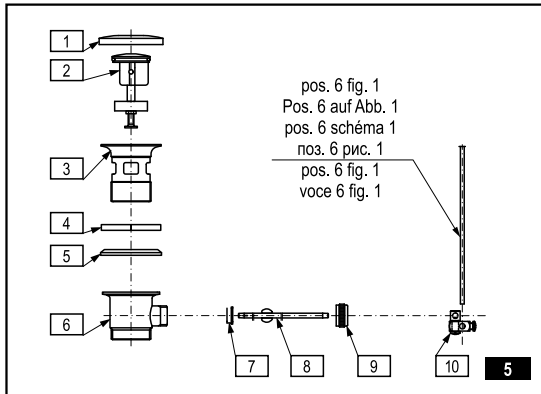 1
2
pos. 6 fig. 1
Pos. 6 auf Abb. 1
pos. 6 schéma 1
поз. 6 рис. 1
pos. 6 fig. 1
voce 6 fig. 1
3
4
5
6
7
8
9
10
5